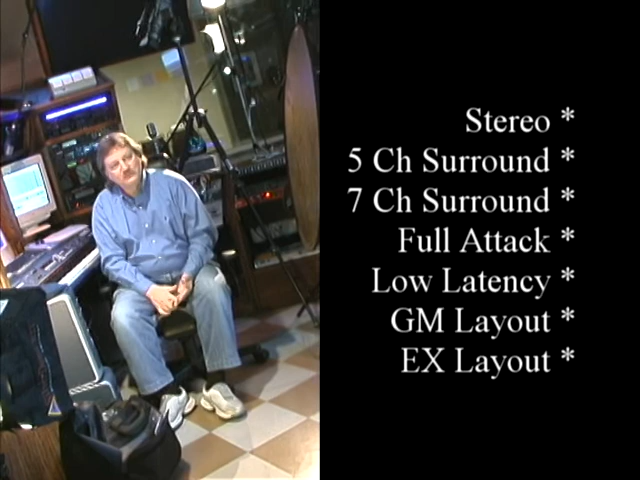 Stereo *
5 Ch Surround *
7 Ch Surround *
Full Attack *
Low Latency *
GM Layout *
EX Layout *